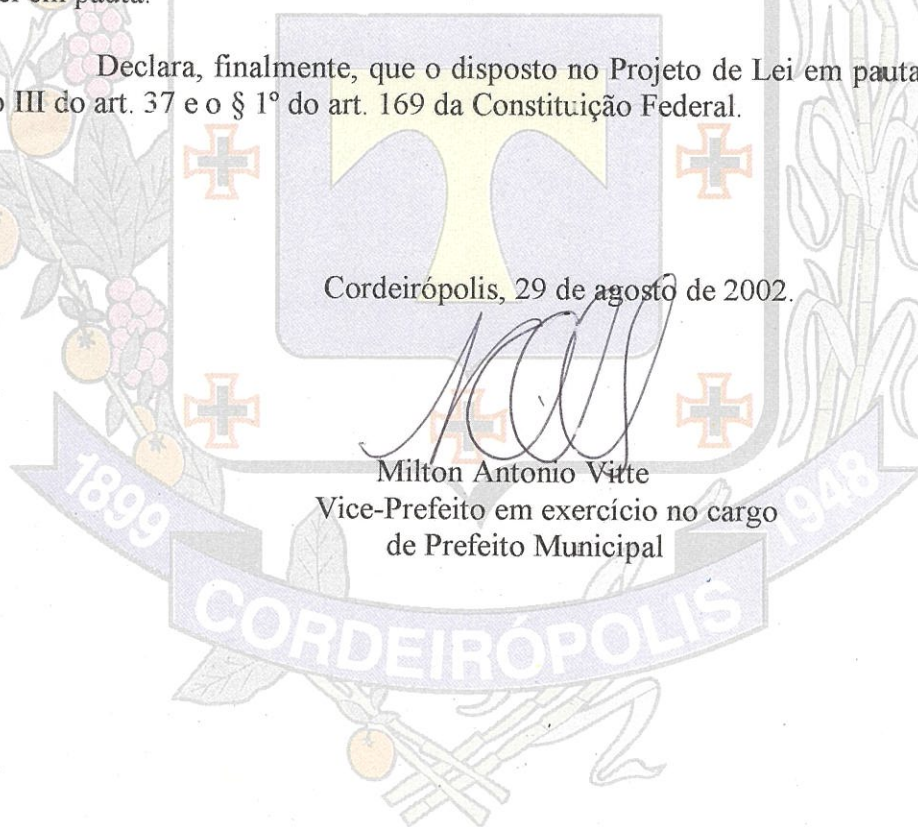 em pauta.
Declara, finalmente, que o disposto no Projeto de Lei em pauta
III do art. 37 e o § 1º do art. 169 da Constituição Federal.
Cordeirópolis, 29 de agosto de 2002.
Milton Antonio Vitte
Vice-Prefeito em exercício no cargo
de Prefeito Municipal
1899
1948
CORDEIRÓPOLIS